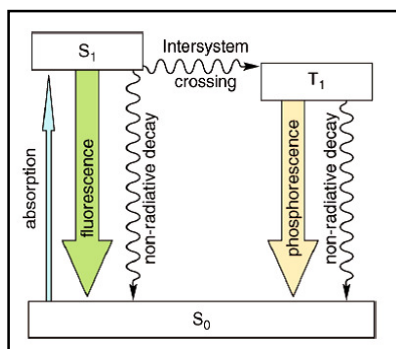 S1
Intersystem
crossing
T1
absorption
fluorescence
non-radiative decay
phosphorescence
non-radiative decay
S0